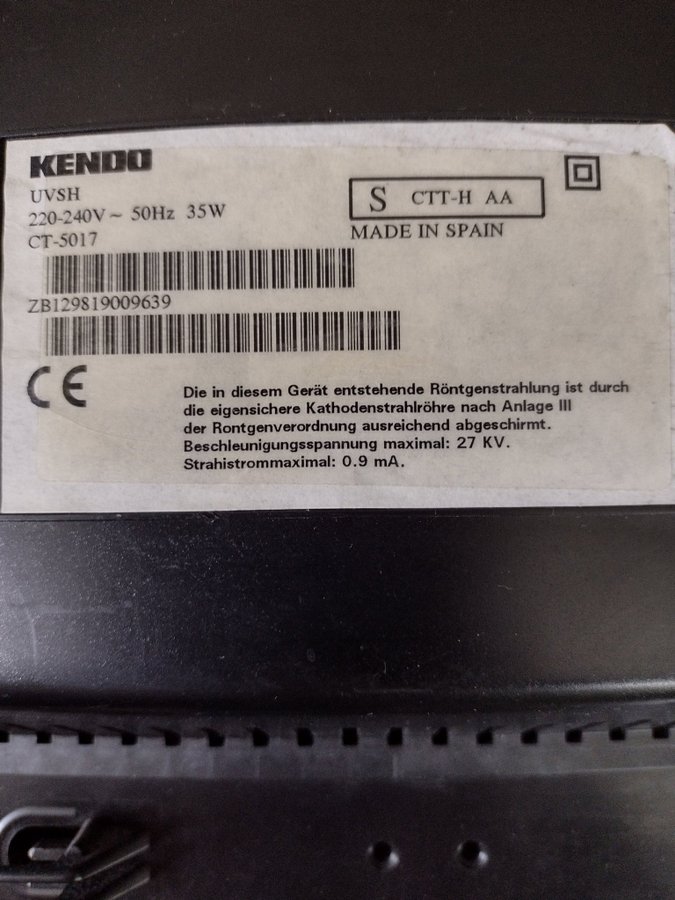 KENDO
UVSH
220-240V ~ 50Hz 35W
CT-5017
S CTT-H AA
MADE IN SPAIN
ZB129819009639
CE
Die in diesem Gerät entstehende Röntgenstrahlung ist durch
die eigensichere Kathodenstrahlröhre nach Anlage III
der Rontgenverordnung ausreichend abgeschirmt.
Beschleunigungsspannung maximal: 27 KV.
Strahistrommaximal: 0.9 mA.